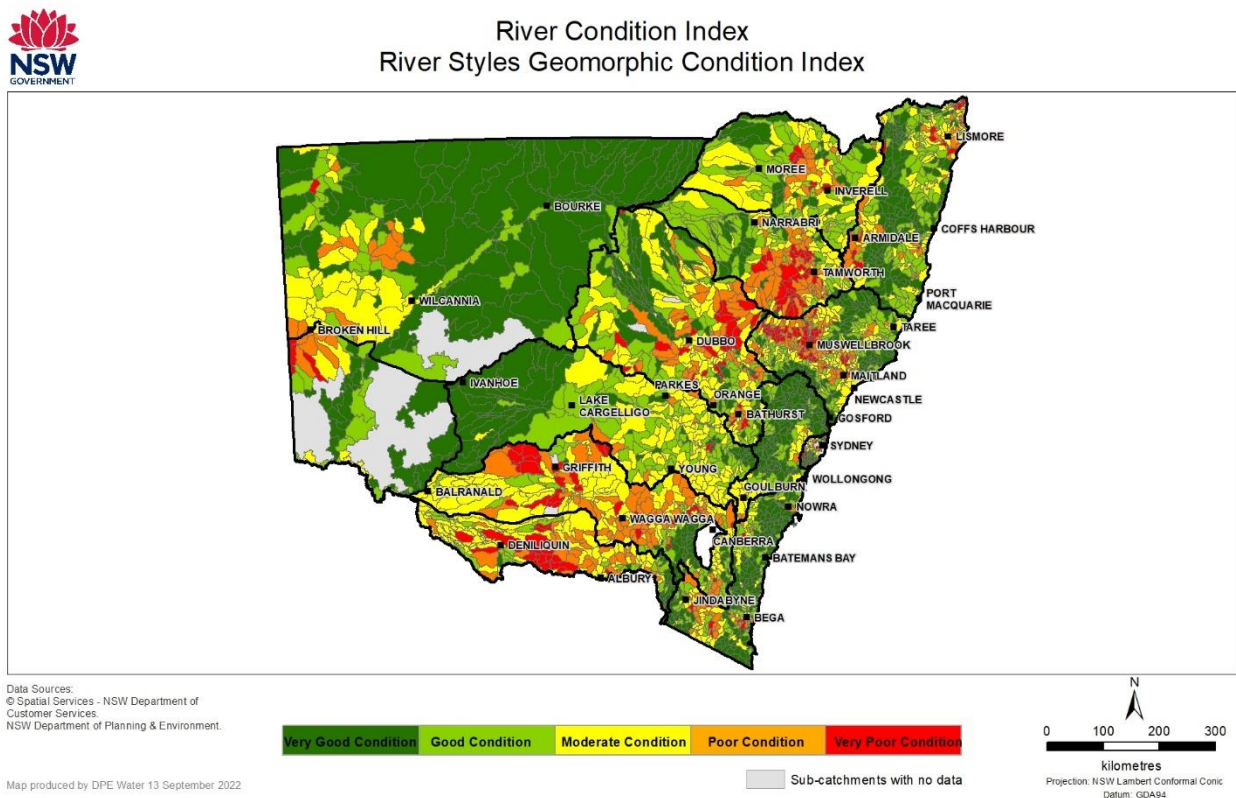 NSW
GOVERNMENT
River Condition Index
River Styles Geomorphic Condition Index
LISMORE
MOREE
INVERELL
BOURKE
NARRABRI
COFFS HARBOUR
ARMIDALE
TAMWORTH
WILCANNIA
PORT
MACQUARIE
TAREE
BROKEN HILL
DUBBO
MUSWELLBROOK
MAITLAND
IVANHOE
PARKES
NEWCASTLE
LAKE
CARGELLIGO
ORANGE
BATHURST
GOSFORD
SYDNEY
GRIFFITH
YOUNG
WOLLONGONG
BALRANALD
GOULBURN
NOWRA
WAGGA WAGGA
CANBERRA
DENILIQUIN
BATEMANS BAY
ALBURY
JINDABYNE
BEGA
Data Sources:
© Spatial Services - NSW Department of
Customer Services.
NSW Department of Planning & Environment.
Map produced by DPE Water 13 September 2022
Very Good Condition
Good Condition
Moderate Condition
Poor Condition
Very Poor Condition
Sub-catchments with no data
N
0 100 200 300
kilometres
Projection: NSW Lambert Conformal Conic
Datum: GDA94